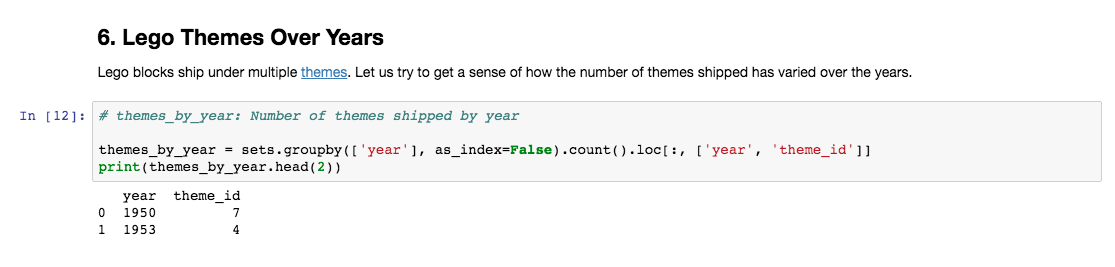 6. Lego Themes Over Years
Lego blocks ship under multiple themes. Let us try to get a sense of how the number of themes shipped has varied over the years.
In [12]: # themes_by_year: Number of themes shipped by year
themes_by_year = sets.groupby(['year'], as_index=False).count().loc[:, ['year', 'theme_id']]
print(themes_by_year.head(2))
year theme_id
0 1950 7
1 1953 4